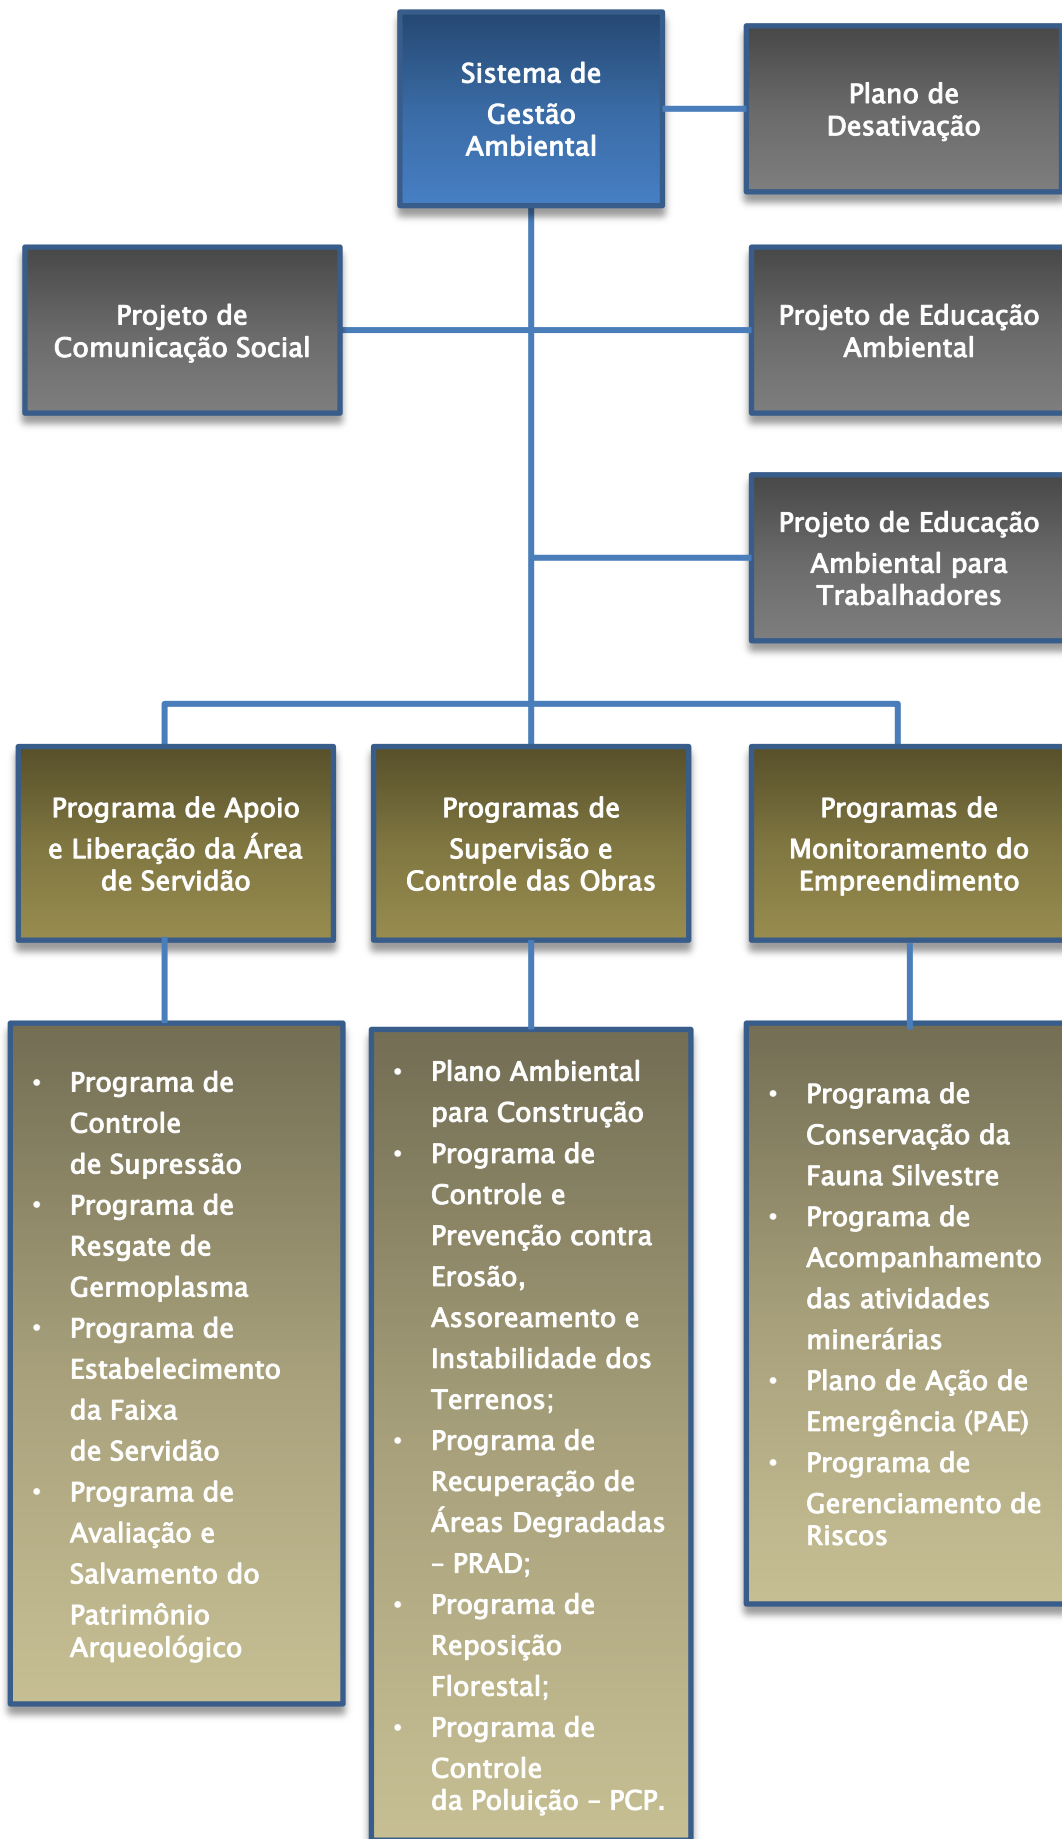 Sistema de
Gestão
Ambiental
Plano de
Desativação
Projeto de
Comunicação Social
Projeto de Educação
Ambiental
Projeto de Educação
Ambiental para
Trabalhadores
Programa de Apoio
e Liberação da Área
de Servidão
Programas de
Supervisão e
Controle das Obras
Programas de
Monitoramento do
Empreendimento
• Programa de
Controle
de Supressão
• Programa de
Resgate de
Germoplasma
• Programa de
Estabelecimento
da Faixa
de Servidão
• Programa de
Avaliação e
Salvamento do
Patrimônio
Arqueológico
• Plano Ambiental
para Construção
• Programa de
Controle e
Prevenção contra
Erosão,
Assoreamento e
Instabilidade dos
Terrenos;
• Programa de
Recuperação de
Áreas Degradadas
– PRAD;
• Programa de
Reposição
Florestal;
• Programa de
Controle
da Poluição – PCP.
• Programa de
Conservação da
Fauna Silvestre
• Programa de
Acompanhamento
das atividades
minerárias
• Plano de Ação de
Emergência (PAE)
• Programa de
Gerenciamento de
Riscos